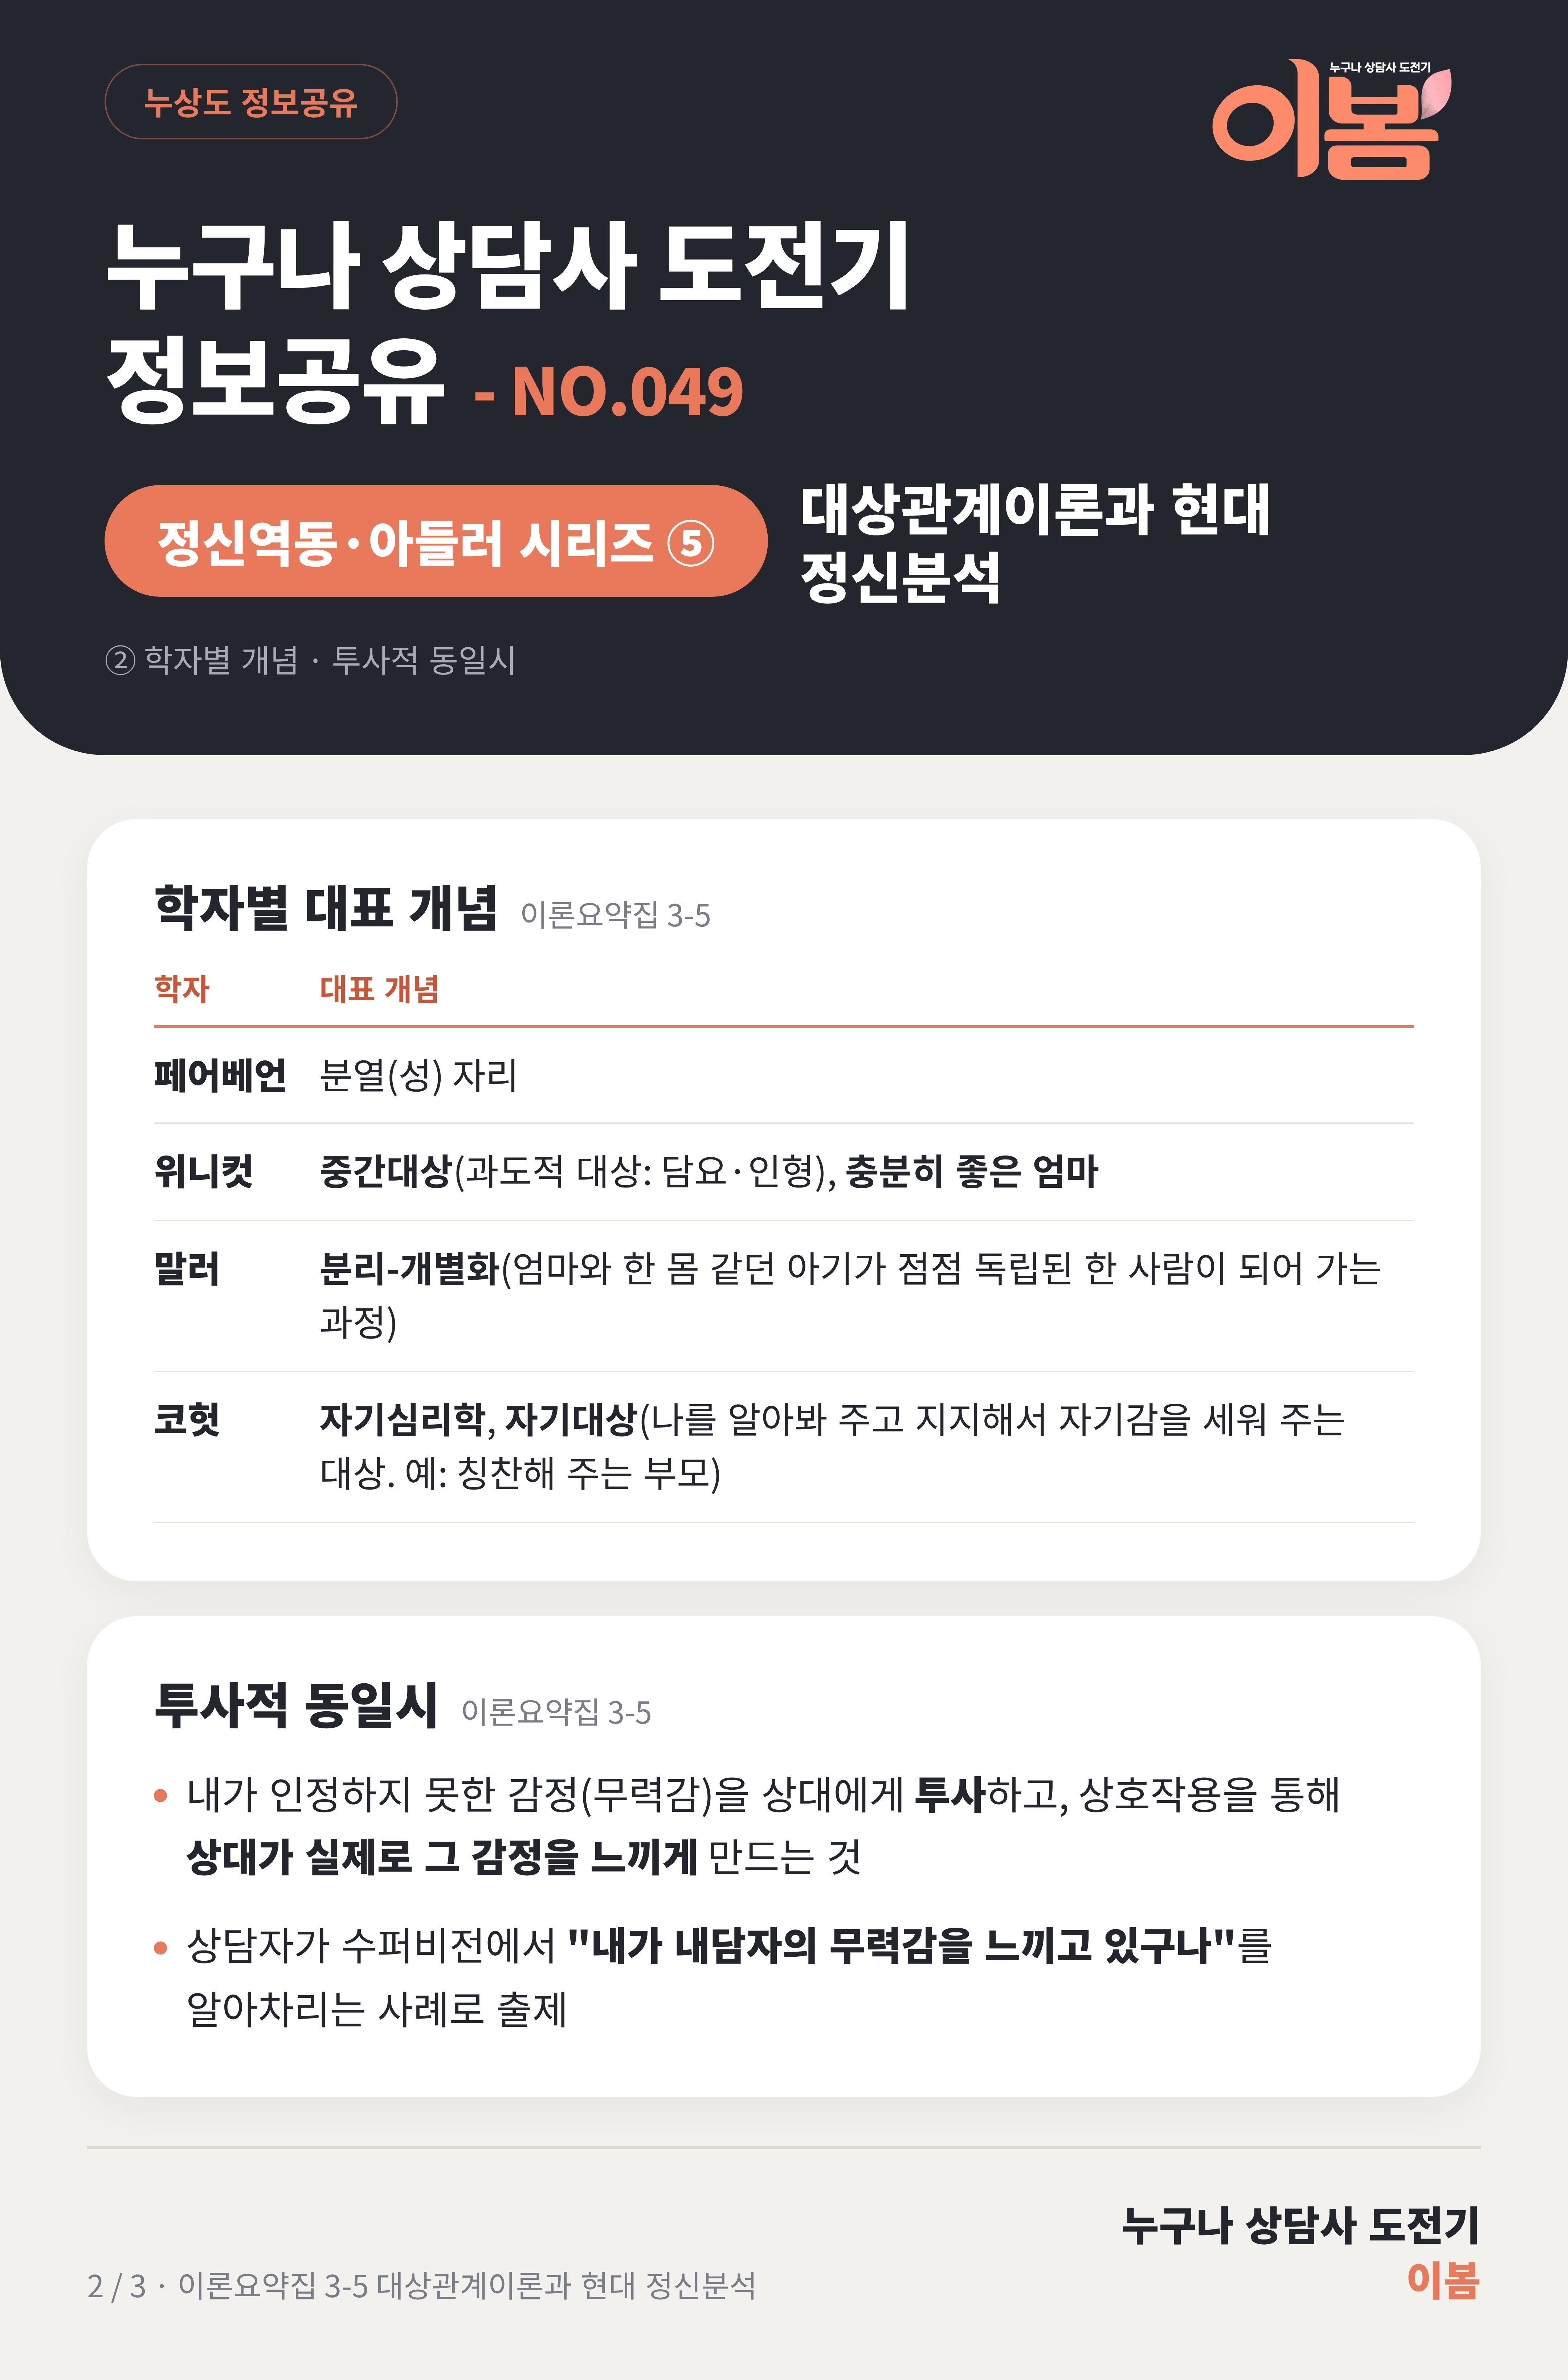 누상도 정보공유
누구나 상담사 도전기
이봄
누구나 상담사 도전기
정보공유 - NO.049
정신역동·아들러 시리즈 ⑤
대상관계이론과 현대
정신분석
② 학자별 개념 · 투사적 동일시
학자별 대표 개념 이론요약집 3-5
학자 대표 개념
페어베언 분열(성) 자리
위니컷 중간대상(과도적 대상: 담요·인형), 충분히 좋은 엄마
말러 분리-개별화(엄마와 한 몸 같던 아기가 점점 독립된 한 사람이 되어 가는
과정)
코헛 자기심리학, 자기대상(나를 알아봐 주고 지지해서 자기감을 세워 주는
대상. 예: 칭찬해 주는 부모)
투사적 동일시 이론요약집 3-5
• 내가 인정하지 못한 감정(무력감)을 상대에게 투사하고, 상호작용을 통해
상대가 실제로 그 감정을 느끼게 만드는 것
• 상담자가 수퍼비전에서 "내가 내담자의 무력감을 느끼고 있구나"를
알아차리는 사례로 출제
누구나 상담사 도전기
2 / 3 · 이론요약집 3-5 대상관계이론과 현대 정신분석
이봄